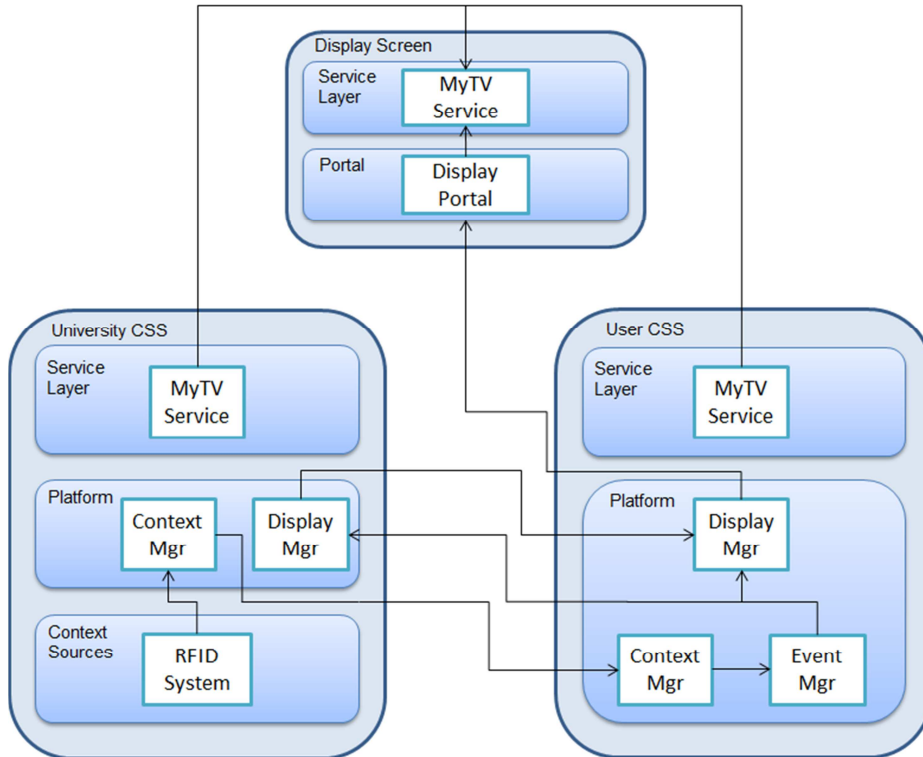 Display Screen
Service
Layer
MyTV
Service
Portal
Display
Portal
University CSS
Service
Layer
MyTV
Service
Platform
Context
Mgr
Display
Mgr
Context
Sources
RFID
System
User CSS
Service
Layer
MyTV
Service
Platform
Display
Mgr
Context
Mgr
Event
Mgr